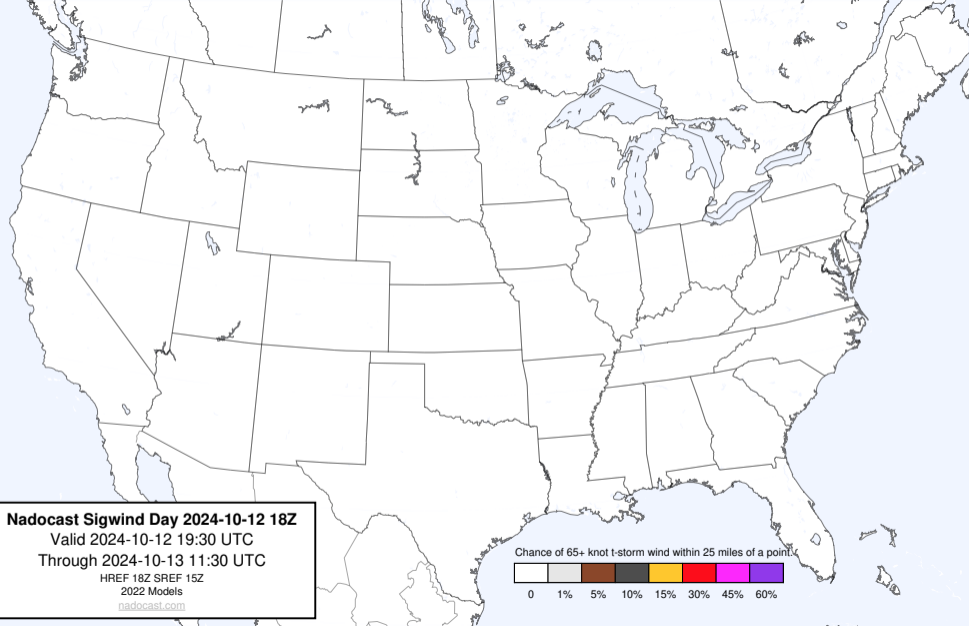 Nadocast Sigwind Day 2024-10-12 18Z
Valid 2024-10-12 19:30 UTC
Through 2024-10-13 11:30 UTC
HREF 18Z SREF 15Z
2022 Models
nadocast.com
Chance of 65+ knot t-storm wind within 25 miles of a point.
0 1% 5% 10% 15% 30% 45% 60%